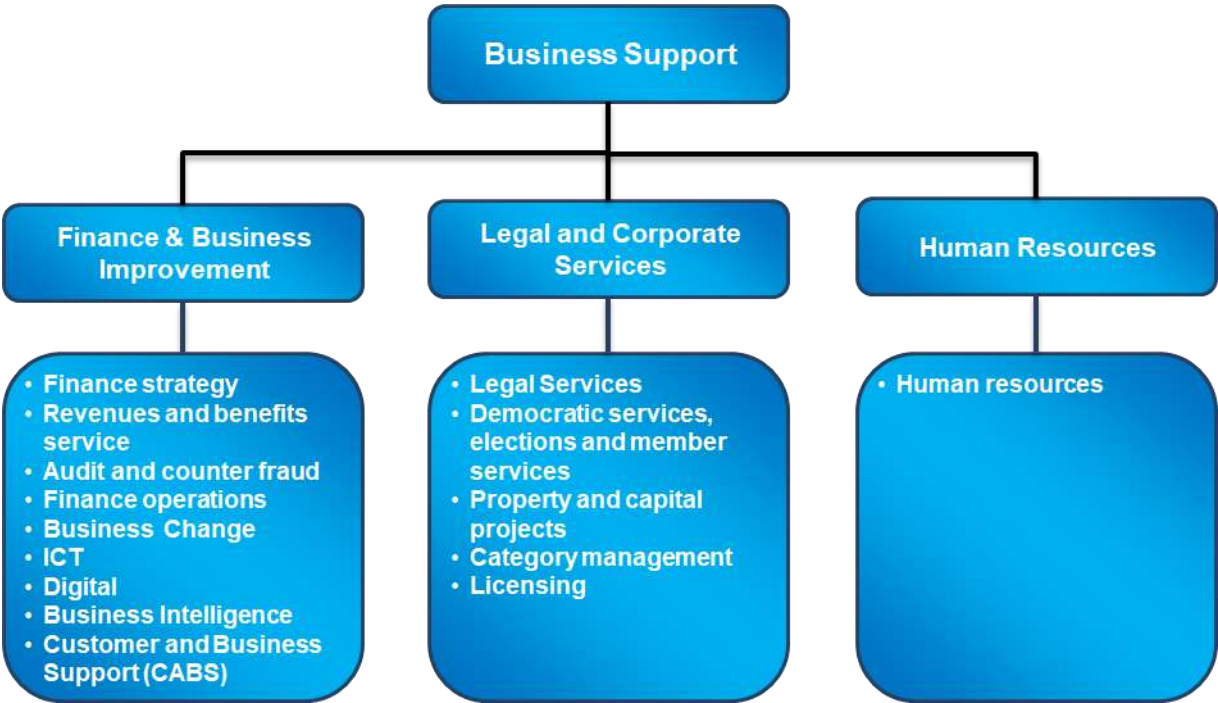 Business Support
Finance & Business
Improvement
Legal and Corporate
Services
Human Resources
• Finance strategy
• Revenues and benefits
service
• Audit and counter fraud
• Finance operations
• Business Change
• ICT
• Digital
• Business Intelligence
• Customer and Business
Support (CABS)
• Legal Services
• Democratic services,
elections and member
services
• Property and capital
projects
• Category management
• Licensing
• Human resources